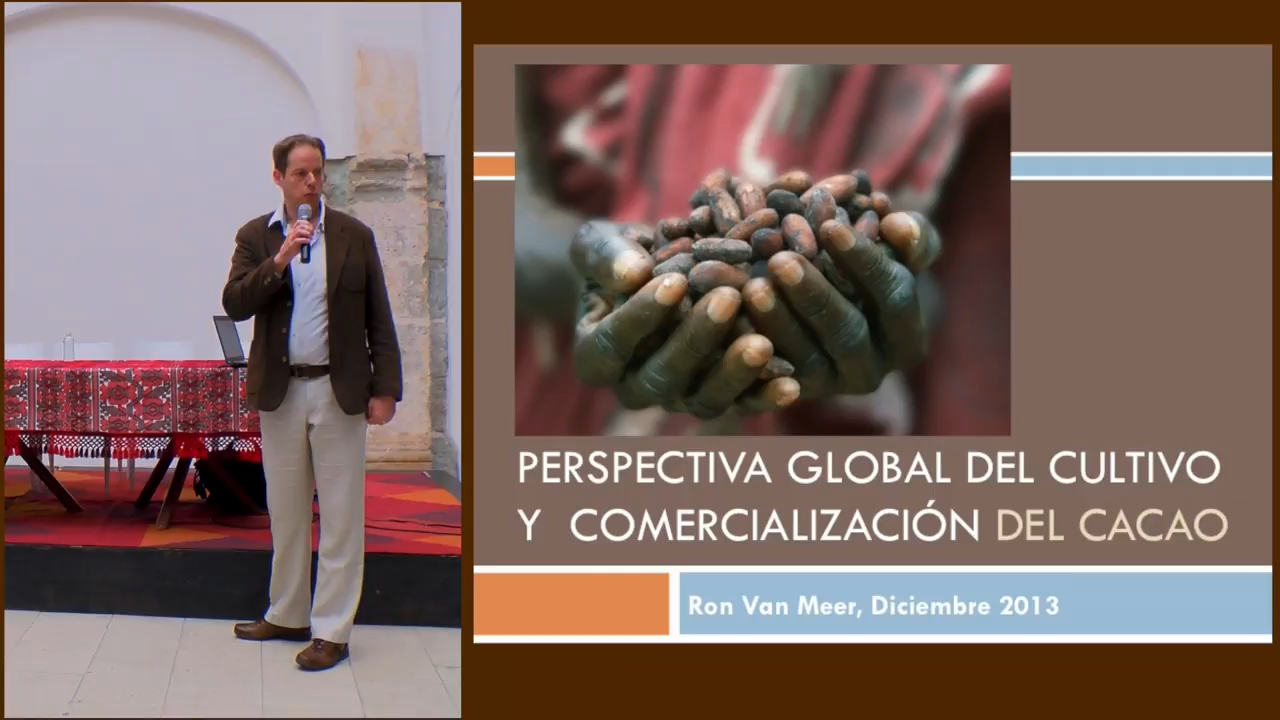 PERSPECTIVA GLOBAL DEL CULTIVO
Y COMERCIALIZACIÓN DEL CACAO
Ron Van Meer, Diciembre 2013